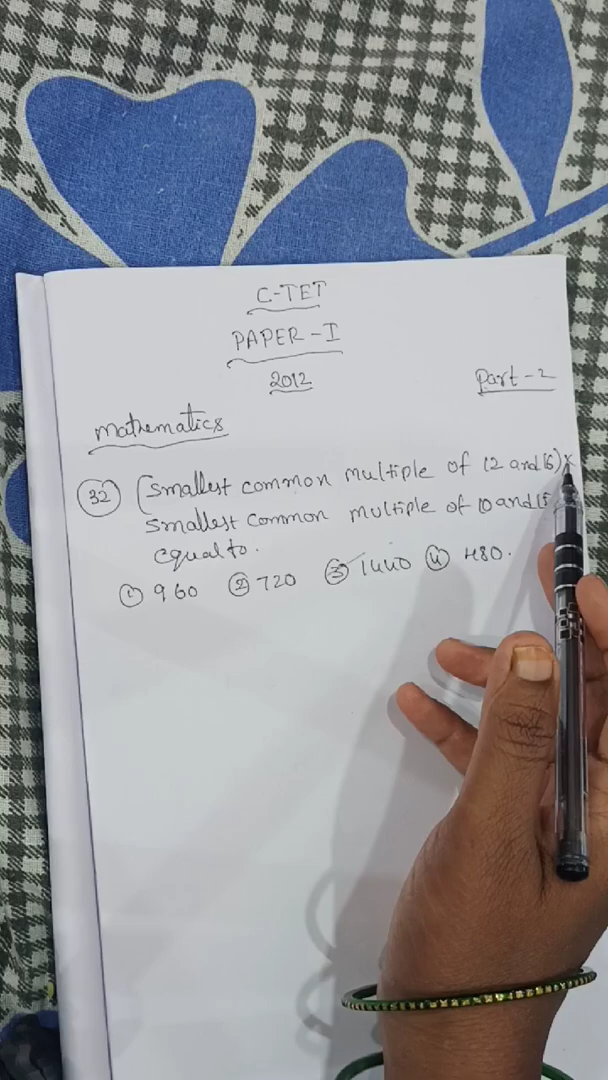 C-TET
PAPER-I
2012
Part-2
Mathematics
32 (Smallest common multiple of 12 and 16)x
Smallest common multiple of 10 and 15
equal to.
① 960 ② 720 ③ 1440 ④ 480.